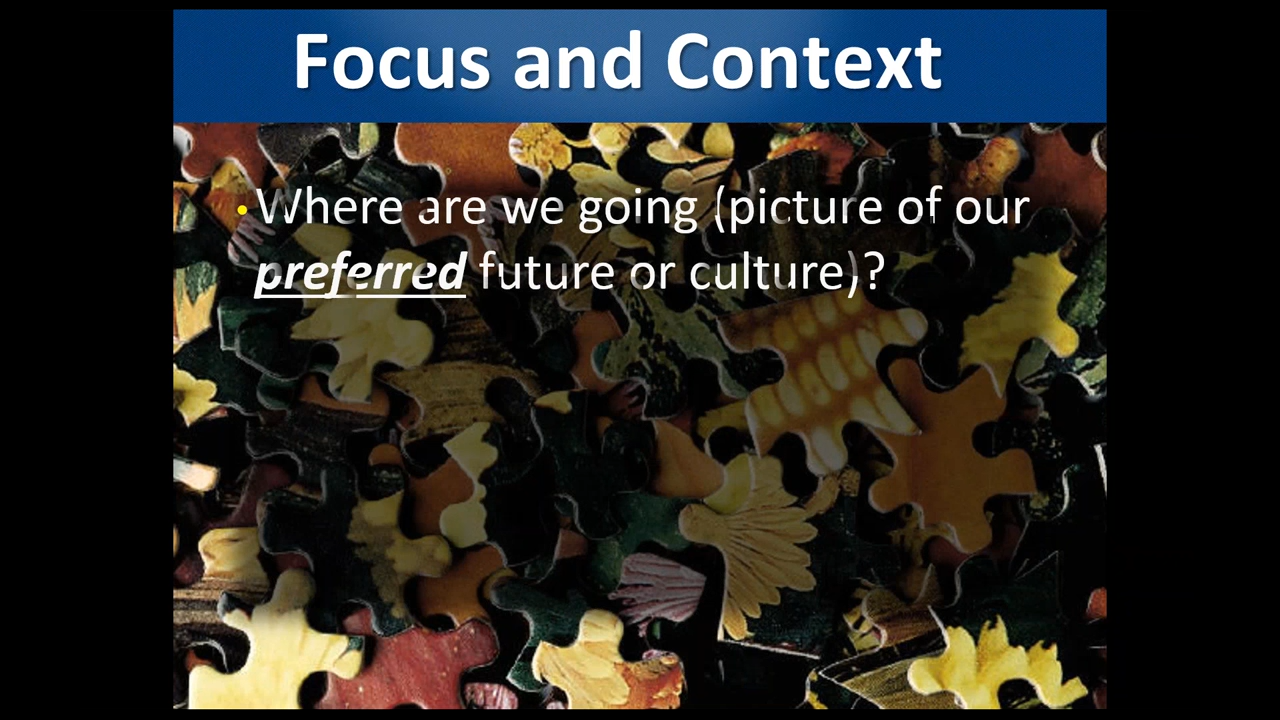 Focus and Context
• Where are we going (picture of our
preferred future or culture)?